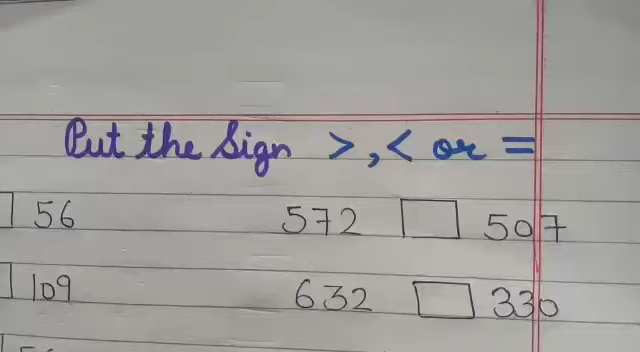 Put the Sign >, < or =
56 572 507
109 632 330